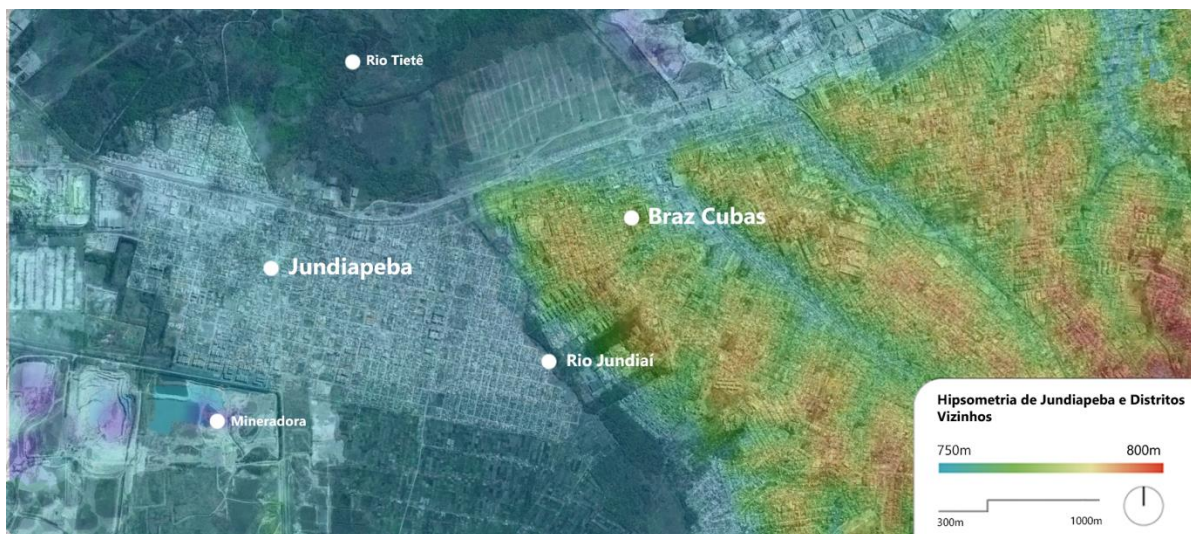 Rio Tietê
Braz Cubas
Jundiapeba
Rio Jundiaí
Mineradora
Hipsometria de Jundiapeba e Distritos
Vizinhos
750m 800m
300m 1000m